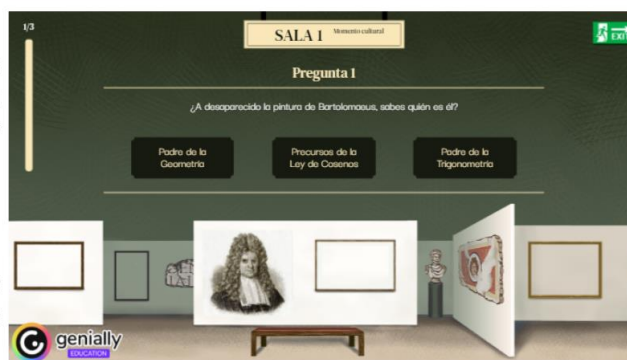 1/3
SALA 1
Momento cultural
EXIT
Pregunta 1
¿A desaparecido la pintura de Bartolomaeus, sabes quién es él?
Padre de la
Geometría
Precursos de la
Ley de Cosenos
Padre de la
Trigonometría
genially
EDUCATION